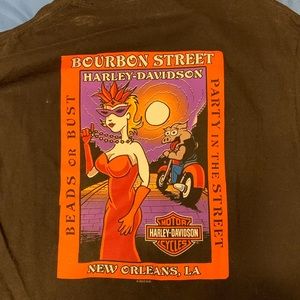 BOURBON STREET
HARLEY-DAVIDSON
BEADS OR BUST
PARTY IN THE STREET
MOTOR
HARLEY-DAVIDSON
CYCLES
NEW ORLEANS, LA